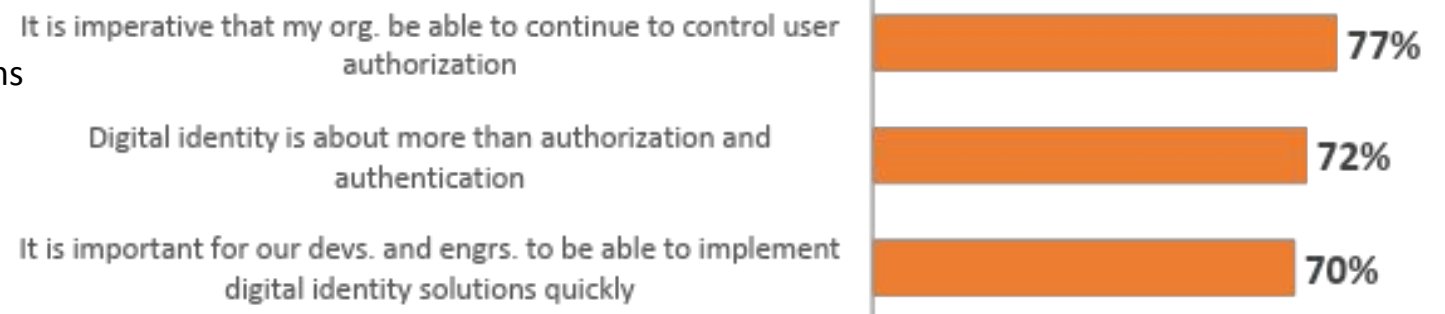 It is imperative that my org. be able to continue to control user
authorization
77%
ns
Digital identity is about more than authorization and
authentication
72%
It is important for our devs. and engrs. to be able to implement
digital identity solutions quickly
70%